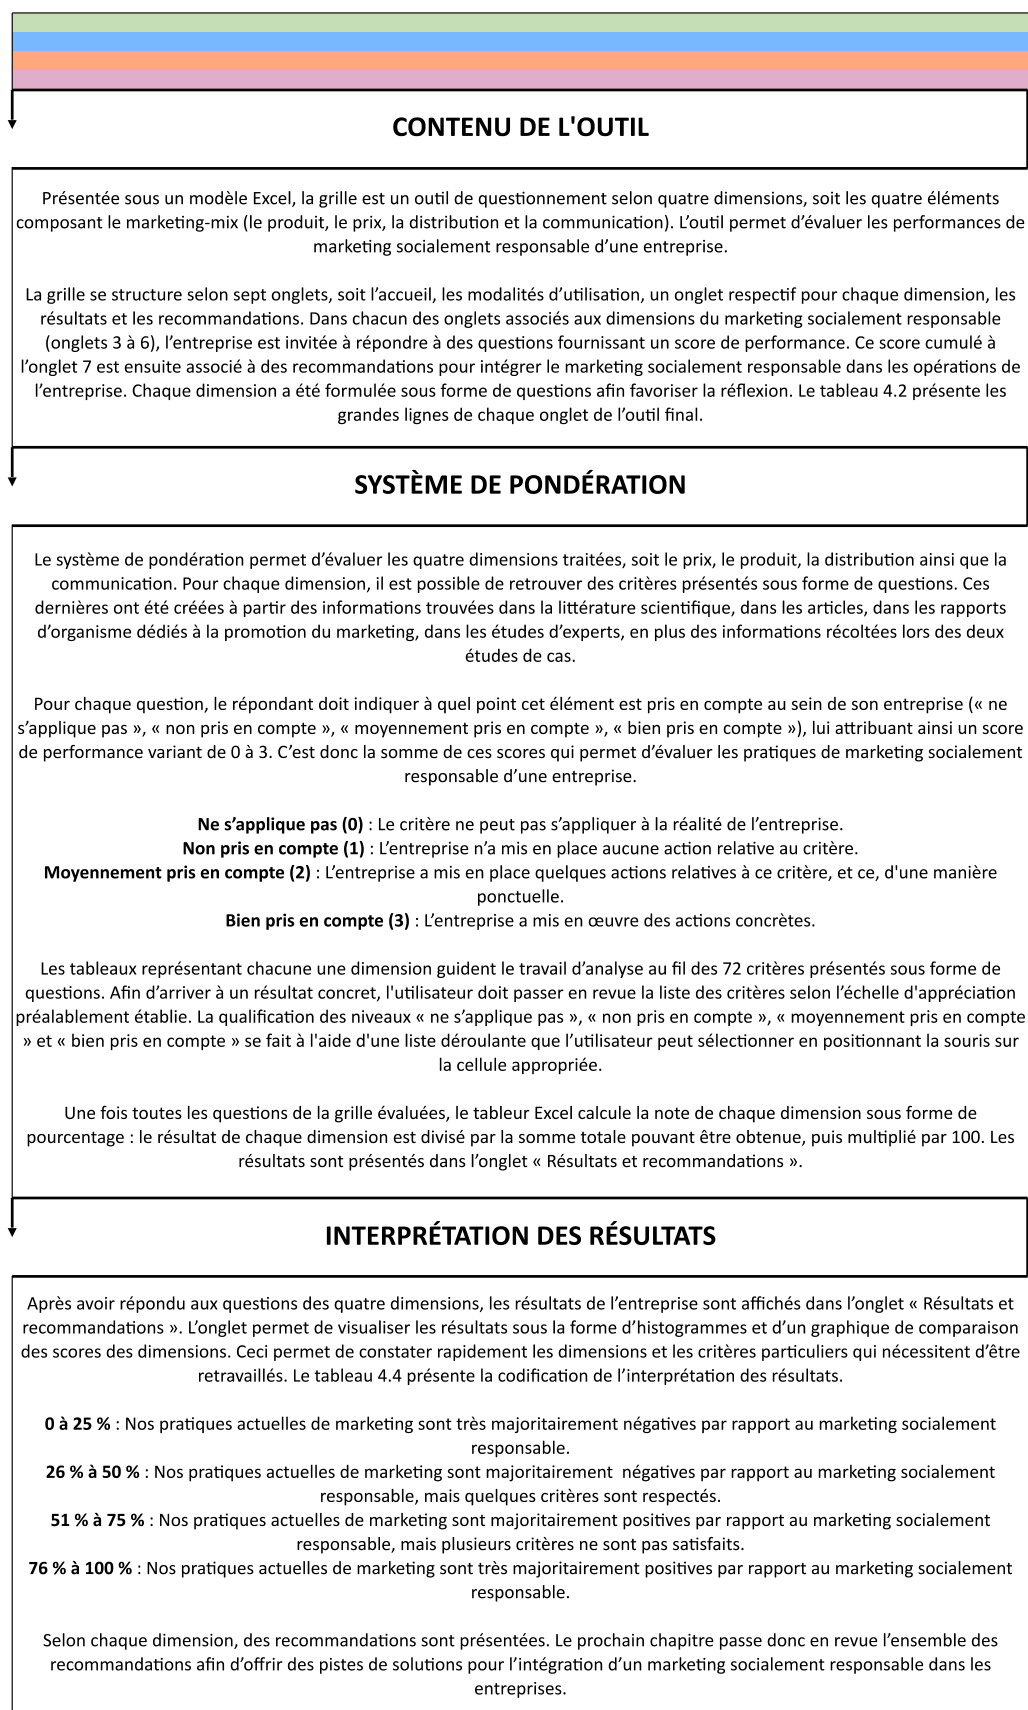 CONTENU DE L'OUTIL
Présentée sous un modèle Excel, la grille est un outil de questionnement selon quatre dimensions, soit les quatre éléments
composant le marketing-mix (le produit, le prix, la distribution et la communication). L’outil permet d’évaluer les performances de
marketing socialement responsable d’une entreprise.
La grille se structure selon sept onglets, soit l’accueil, les modalités d’utilisation, un onglet respectif pour chaque dimension, les
résultats et les recommandations. Dans chacun des onglets associés aux dimensions du marketing socialement responsable
(onglets 3 à 6), l’entreprise est invitée à répondre à des questions fournissant un score de performance. Ce score cumulé à
l’onglet 7 est ensuite associé à des recommandations pour intégrer le marketing socialement responsable dans les opérations de
l’entreprise. Chaque dimension a été formulée sous forme de questions afin favoriser la réflexion. Le tableau 4.2 présente les
grandes lignes de chaque onglet de l’outil final.
SYSTÈME DE PONDÉRATION
Le système de pondération permet d’évaluer les quatre dimensions traitées, soit le prix, le produit, la distribution ainsi que la
communication. Pour chaque dimension, il est possible de retrouver des critères présentés sous forme de questions. Ces
dernières ont été créées à partir des informations trouvées dans la littérature scientifique, dans les articles, dans les rapports
d’organisme dédiés à la promotion du marketing, dans les études d’experts, en plus des informations récoltées lors des deux
études de cas.
Pour chaque question, le répondant doit indiquer à quel point cet élément est pris en compte au sein de son entreprise (« ne
s’applique pas », « non pris en compte », « moyennement pris en compte », « bien pris en compte »), lui attribuant ainsi un score
de performance variant de 0 à 3. C’est donc la somme de ces scores qui permet d’évaluer les pratiques de marketing socialement
responsable d’une entreprise.
Ne s’applique pas (0) : Le critère ne peut pas s’appliquer à la réalité de l’entreprise.
Non pris en compte (1) : L’entreprise n’a mis en place aucune action relative au critère.
Moyennement pris en compte (2) : L’entreprise a mis en place quelques actions relatives à ce critère, et ce, d'une manière
ponctuelle.
Bien pris en compte (3) : L’entreprise a mis en œuvre des actions concrètes.
Les tableaux représentant chacune une dimension guident le travail d’analyse au fil des 72 critères présentés sous forme de
questions. Afin d’arriver à un résultat concret, l'utilisateur doit passer en revue la liste des critères selon l’échelle d'appréciation
préalablement établie. La qualification des niveaux « ne s’applique pas », « non pris en compte », « moyennement pris en compte
» et « bien pris en compte » se fait à l'aide d'une liste déroulante que l’utilisateur peut sélectionner en positionnant la souris sur
la cellule appropriée.
Une fois toutes les questions de la grille évaluées, le tableur Excel calcule la note de chaque dimension sous forme de
pourcentage : le résultat de chaque dimension est divisé par la somme totale pouvant être obtenue, puis multiplié par 100. Les
résultats sont présentés dans l’onglet « Résultats et recommandations ».
INTERPRÉTATION DES RÉSULTATS
Après avoir répondu aux questions des quatre dimensions, les résultats de l’entreprise sont affichés dans l’onglet « Résultats et
recommandations ». L’onglet permet de visualiser les résultats sous la forme d’histogrammes et d’un graphique de comparaison
des scores des dimensions. Ceci permet de constater rapidement les dimensions et les critères particuliers qui nécessitent d’être
retravaillés. Le tableau 4.4 présente la codification de l’interprétation des résultats.
0 à 25 % : Nos pratiques actuelles de marketing sont très majoritairement négatives par rapport au marketing socialement
responsable.
26 % à 50 % : Nos pratiques actuelles de marketing sont majoritairement  négatives par rapport au marketing socialement
responsable, mais quelques critères sont respectés.
51 % à 75 % : Nos pratiques actuelles de marketing sont majoritairement positives par rapport au marketing socialement
responsable, mais plusieurs critères ne sont pas satisfaits.
76 % à 100 % : Nos pratiques actuelles de marketing sont très majoritairement positives par rapport au marketing socialement
responsable.
Selon chaque dimension, des recommandations sont présentées. Le prochain chapitre passe donc en revue l’ensemble des
recommandations afin d’offrir des pistes de solutions pour l’intégration d’un marketing socialement responsable dans les
entreprises.